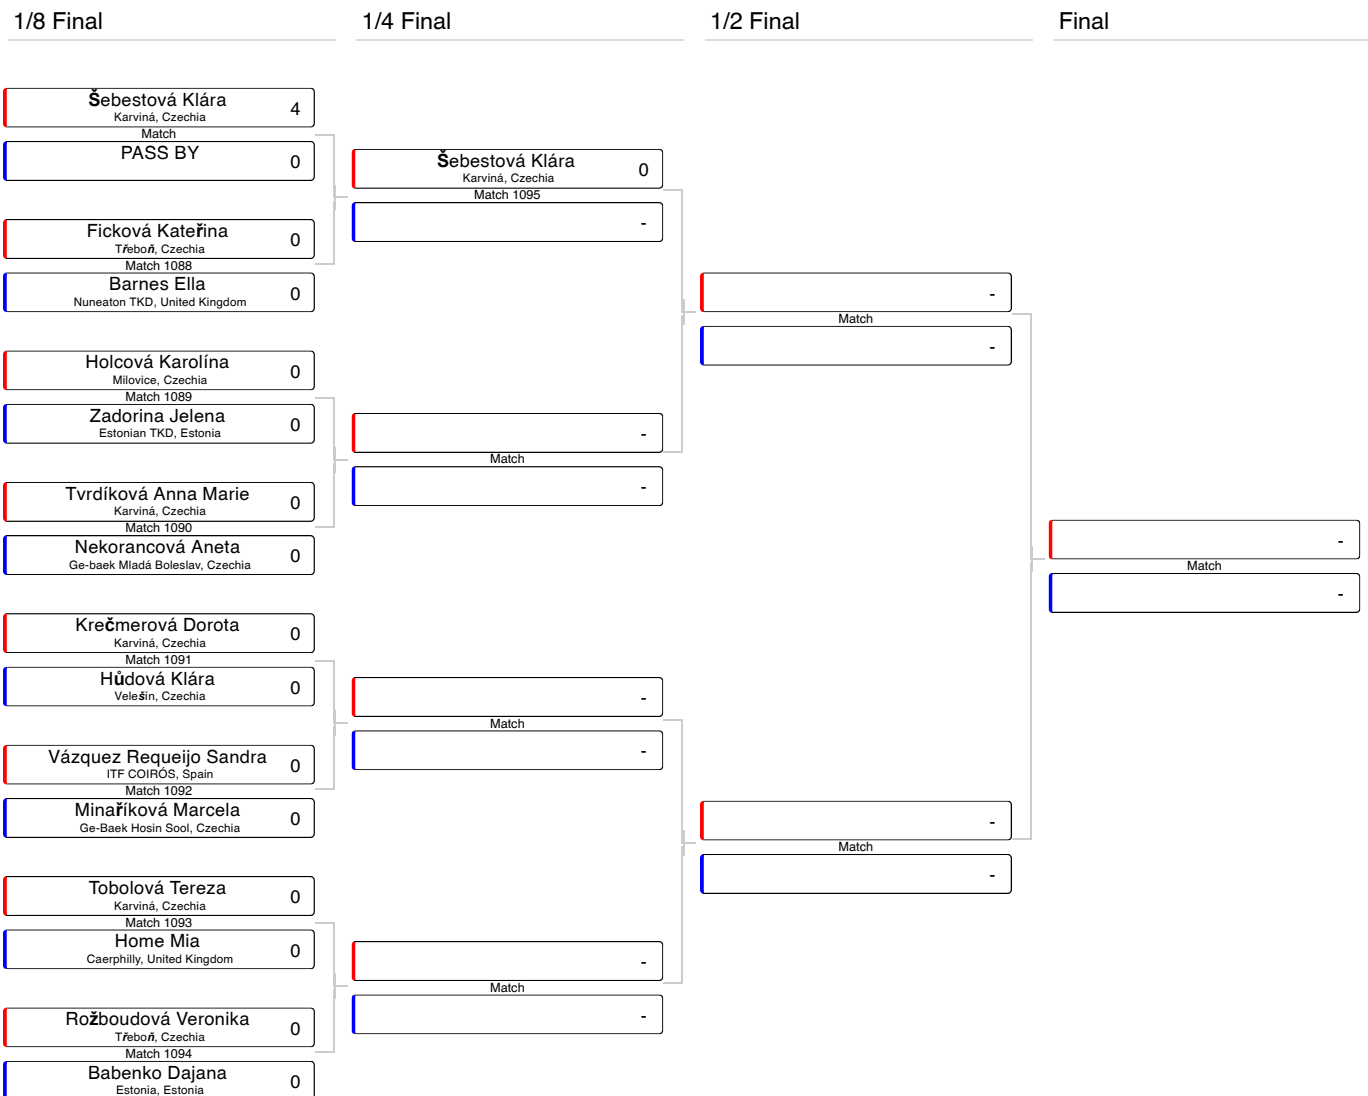 1/8 Final
1/4 Final
1/2 Final
Final
Šebestová Klára
Karviná, Czechia
4
Match
PASS BY
0
Ficková Kateřina
Třeboň, Czechia
0
Match 1088
Barnes Ella
Nuneaton TKD, United Kingdom
0
Holcová Karolína
Milovice, Czechia
0
Match 1089
Zadorina Jelena
Estonian TKD, Estonia
0
Tvrdíková Anna Marie
Karviná, Czechia
0
Match 1090
Nekorancová Aneta
Ge-baek Mladá Boleslav, Czechia
0
Krečmerová Dorota
Karviná, Czechia
0
Match 1091
Hůdová Klára
Velešín, Czechia
0
Vázquez Requeijo Sandra
ITF COIRÓS, Spain
0
Match 1092
Minaříková Marcela
Ge-Baek Hosin Sool, Czechia
0
Tobolová Tereza
Karviná, Czechia
0
Match 1093
Home Mia
Caerphilly, United Kingdom
0
Rožboudová Veronika
Třeboň, Czechia
0
Match 1094
Babenko Dajana
Estonia, Estonia
0
Šebestová Klára
Karviná, Czechia
0
Match 1095
-
-
Match
-
-
Match
-
-
Match
-
-
Match
-
-
Match
-
-
Match
-